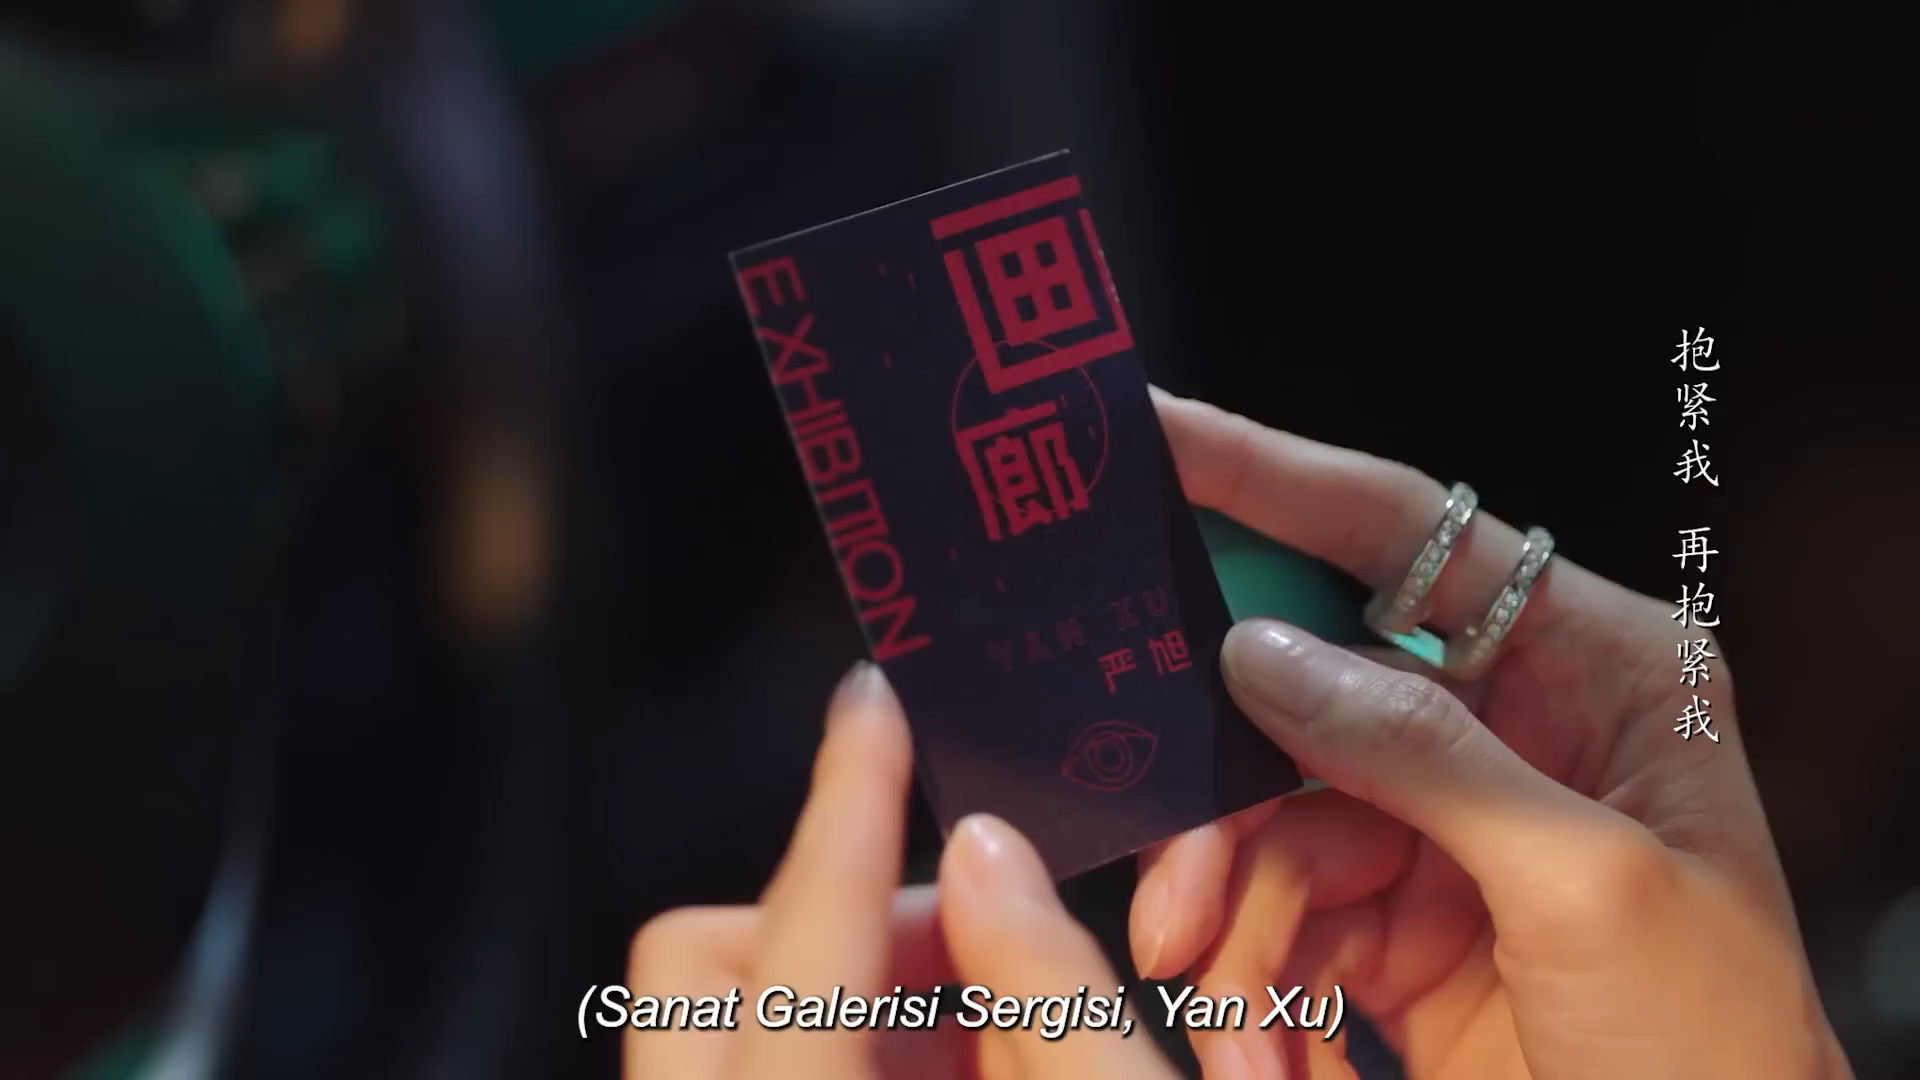 EXHIBITION
画廊
YAN XU
严旭
抱紧我 再抱紧我
(Sanat Galerisi Sergisi, Yan Xu)